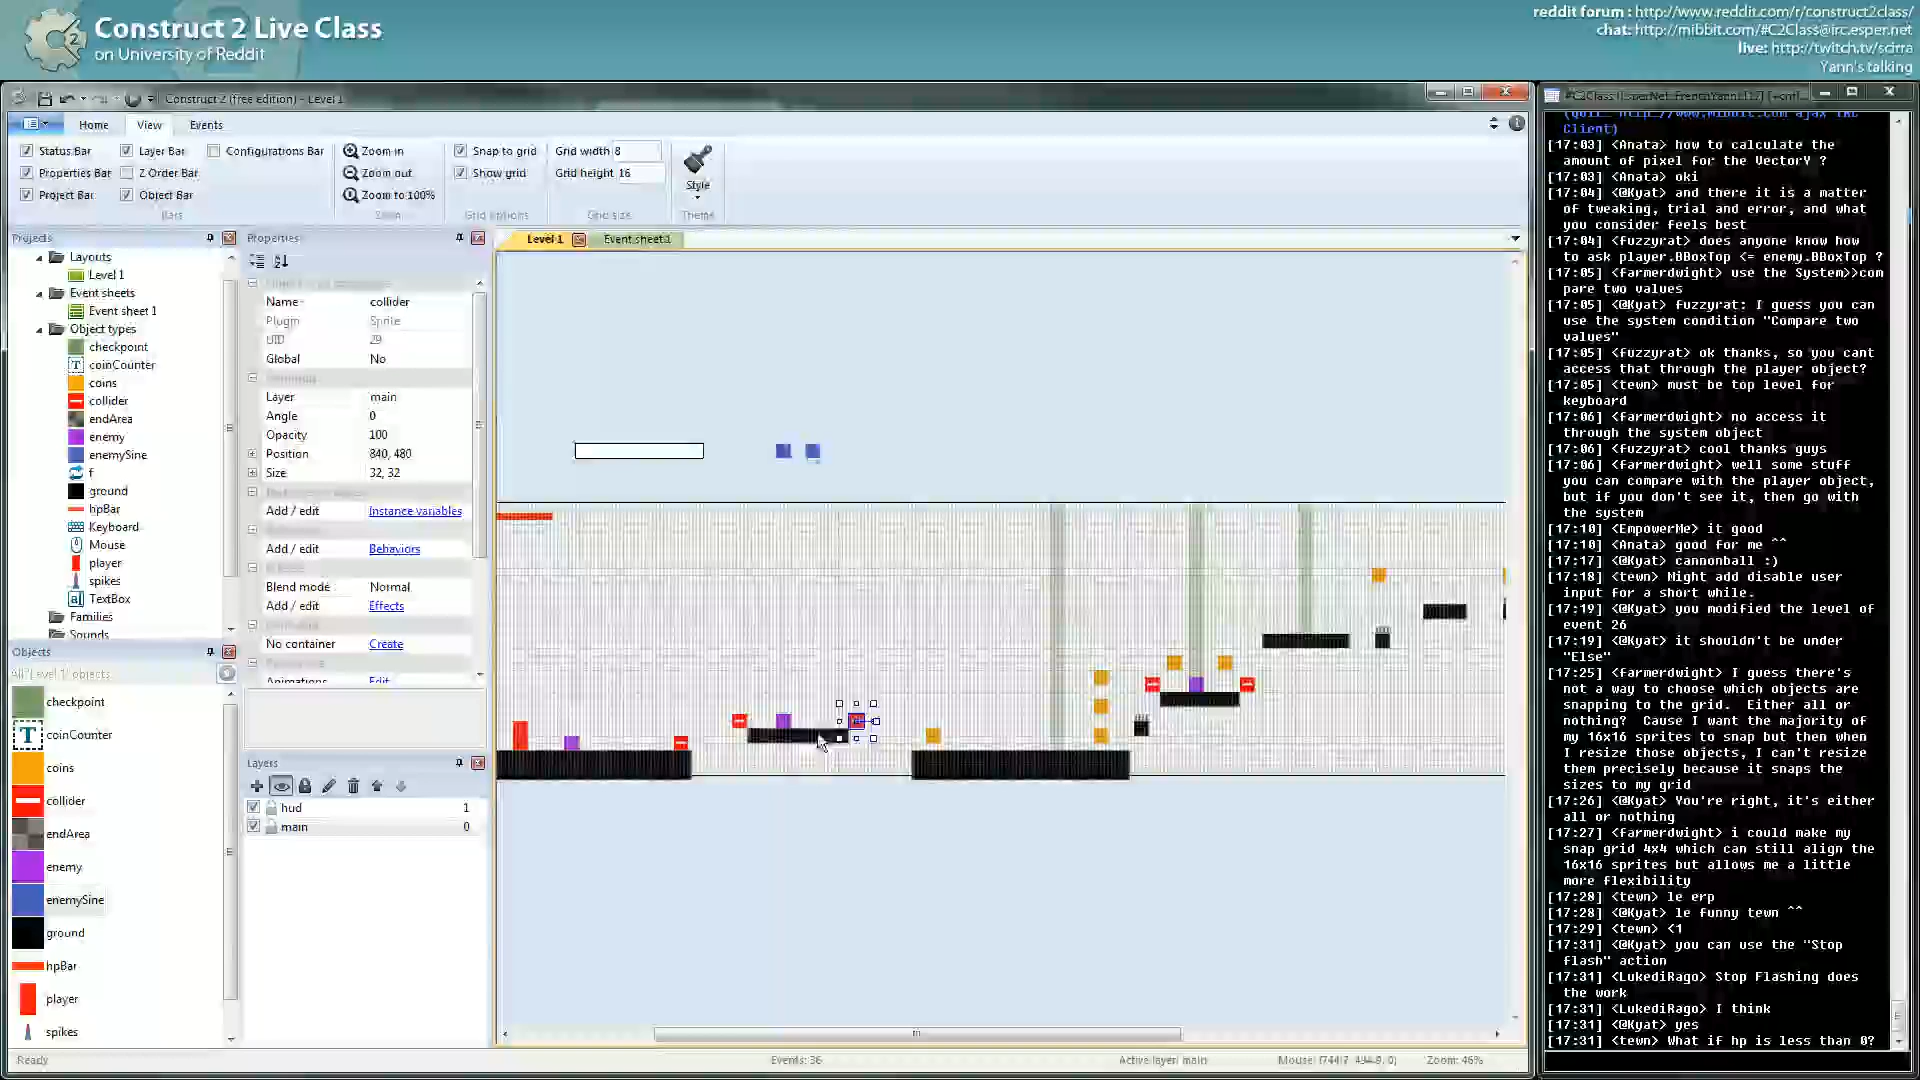 Construct 2 Live Class
on University of Reddit
reddit forum : http://www.reddit.com/r/construct2class/
chat: http://mibbit.com/#C2Class@irc.esper.net
live: http://twitch.tv/scirra
Yann's talking
Construct 2 (free edition) - Level 1
Home View Events
Status Bar Layer Bar Configurations Bar
Properties Bar Z Order Bar
Project Bar Object Bar
Bars
Zoom in
Zoom out
Zoom to 100%
Zoom
Snap to grid
Show grid
Grid options
Grid width 8
Grid height 16
Grid size
Style
Theme
Projects
Layouts
Level 1
Event sheets
Event sheet 1
Object types
checkpoint
coinCounter
coins
collider
endArea
enemy
enemySine
f
ground
hpBar
Keyboard
Mouse
player
spikes
TextBox
Families
Sounds
Properties
Name collider
Plugin Sprite
UID 29
Global No
Layer main
Angle 0
Opacity 100
Position 840, 480
Size 32, 32
Add / edit Instance variables
Add / edit Behaviors
Blend mode Normal
Add / edit Effects
No container Create
Animations Edit
Level 1 Event sheet 1
Objects
All 'Level 1' objects
checkpoint
coinCounter
coins
collider
endArea
enemy
enemySine
ground
hpBar
player
spikes
Layers
hud 1
main 0
Ready
Events: 36
Active layer: main
Zoom: 46%
Client)
[17:03] <Anata> how to calculate the
amount of pixel for the VectorY ?
[17:03] <Anata> oki
[17:04] <@Kyat> and there it is a matter
of tweaking, trial and error, and what
you consider feels best
[17:04] <fuzzyrat> does anyone know how
to ask player.BBoxTop <= enemy.BBoxTop ?
[17:05] <farmerdwight> use the System>>com
pare two values
[17:05] <@Kyat> fuzzyrat: I guess you can
use the system condition "Compare two
values"
[17:05] <fuzzyrat> ok thanks, so you cant
access that through the player object?
[17:05] <tewn> must be top level for
keyboard
[17:06] <farmerdwight> no access it
through the system object
[17:06] <fuzzyrat> cool thanks guys
[17:06] <farmerdwight> well some stuff
you can compare with the player object,
but if you don't see it, then go with
the system
[17:10] <EmpowerMe> it good
[17:10] <Anata> good for me ^^
[17:17] <@Kyat> cannonball :)
[17:18] <tewn> Might add disable user
input for a short while.
[17:19] <@Kyat> you modified the level of
event 26
[17:19] <@Kyat> it shouldn't be under
"Else"
[17:25] <farmerdwight> I guess there's
not a way to choose which objects are
snapping to the grid. Either all or
nothing? Cause I want the majority of
my 16x16 sprites to snap but then when
I resize those objects, I can't resize
them precisely because it snaps the
sizes to my grid
[17:26] <@Kyat> You're right, it's either
all or nothing
[17:27] <farmerdwight> i could make my
snap grid 4x4 which can still align the
16x16 sprites but allows me a little
more flexibility
[17:28] <tewn> le erp
[17:28] <@Kyat> le funny tewn ^^
[17:29] <tewn> <1
[17:31] <@Kyat> you can use the "Stop
flash" action
[17:31] <LukediRago> Stop Flashing does
the work
[17:31] <LukediRago> I think
[17:31] <@Kyat> yes
[17:31] <tewn> What if hp is less than 0?